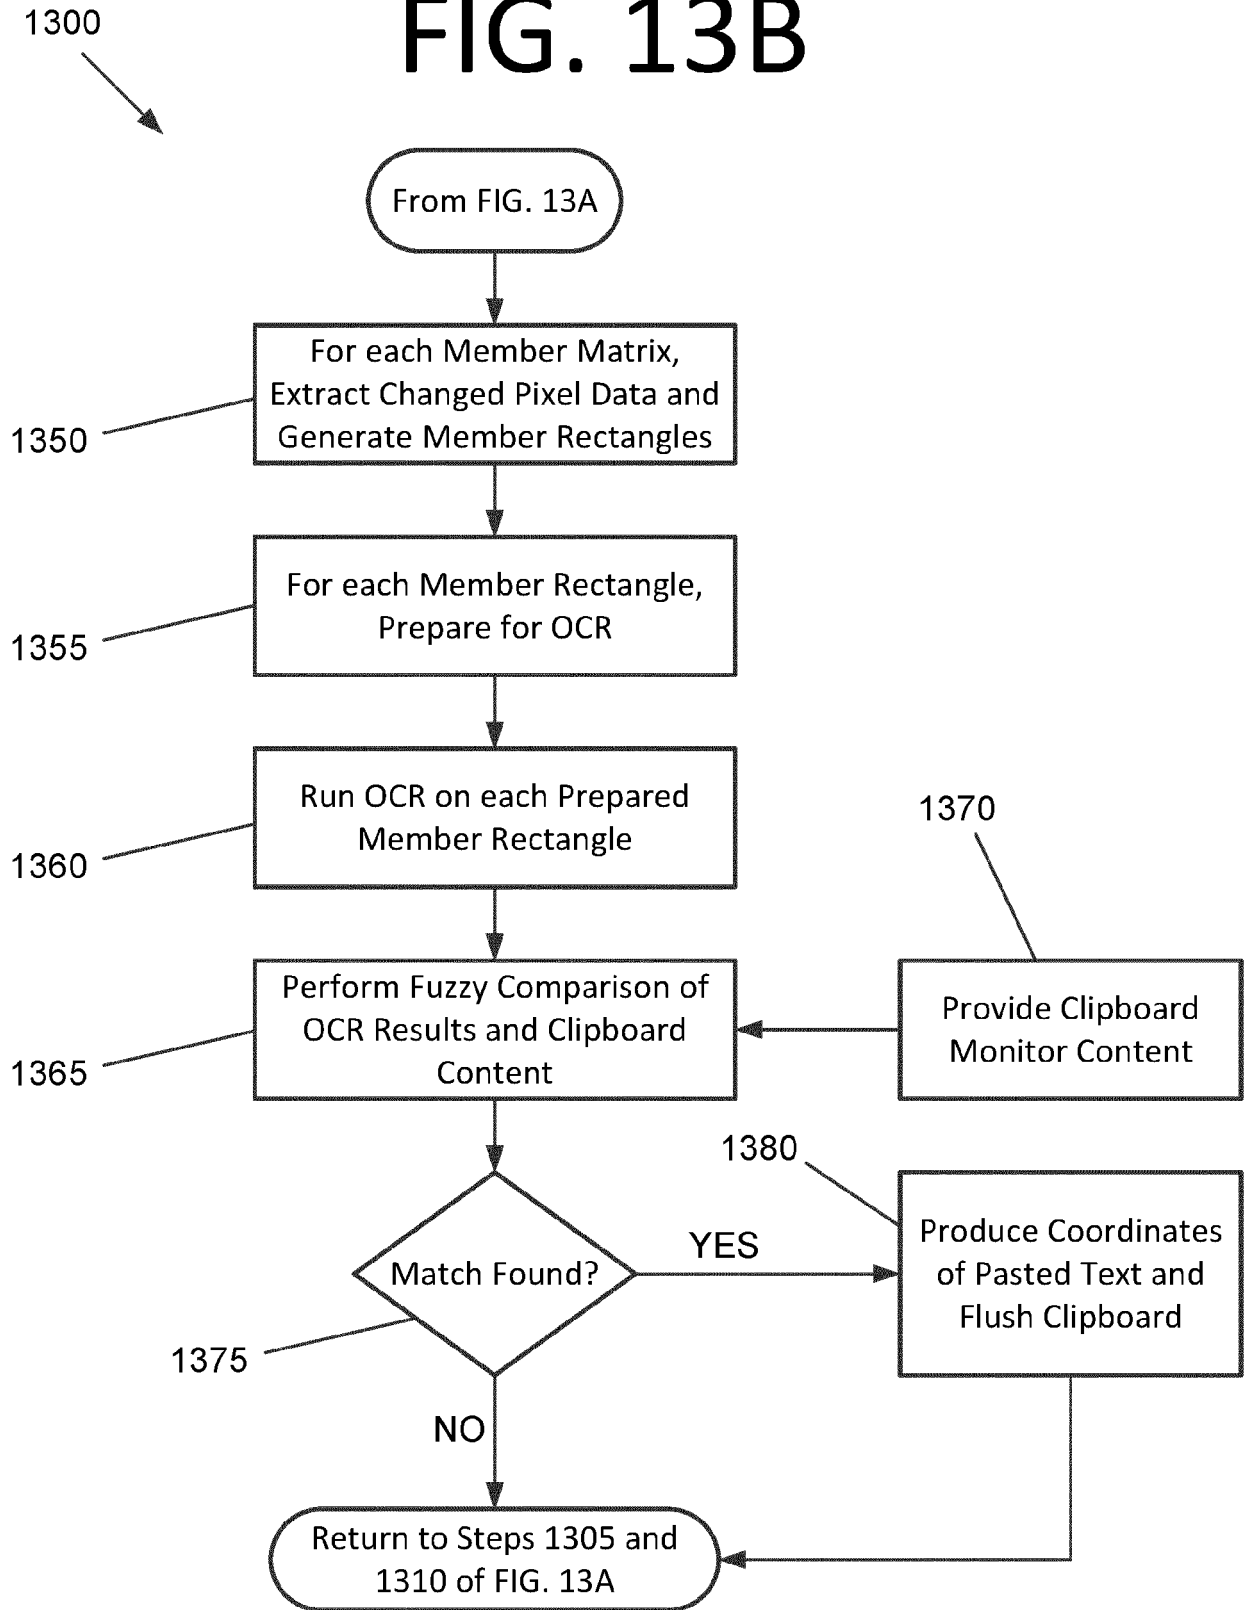 FIG. 13B
1300
From FIG. 13A
For each Member Matrix,
Extract Changed Pixel Data and
Generate Member Rectangles
1350
For each Member Rectangle,
Prepare for OCR
1355
Run OCR on each Prepared
Member Rectangle
1360
1370
Perform Fuzzy Comparison of
OCR Results and Clipboard
Content
1365
Provide Clipboard
Monitor Content
1380
Match Found?
1375
YES
Produce Coordinates
of Pasted Text and
Flush Clipboard
NO
Return to Steps 1305 and
1310 of FIG. 13A